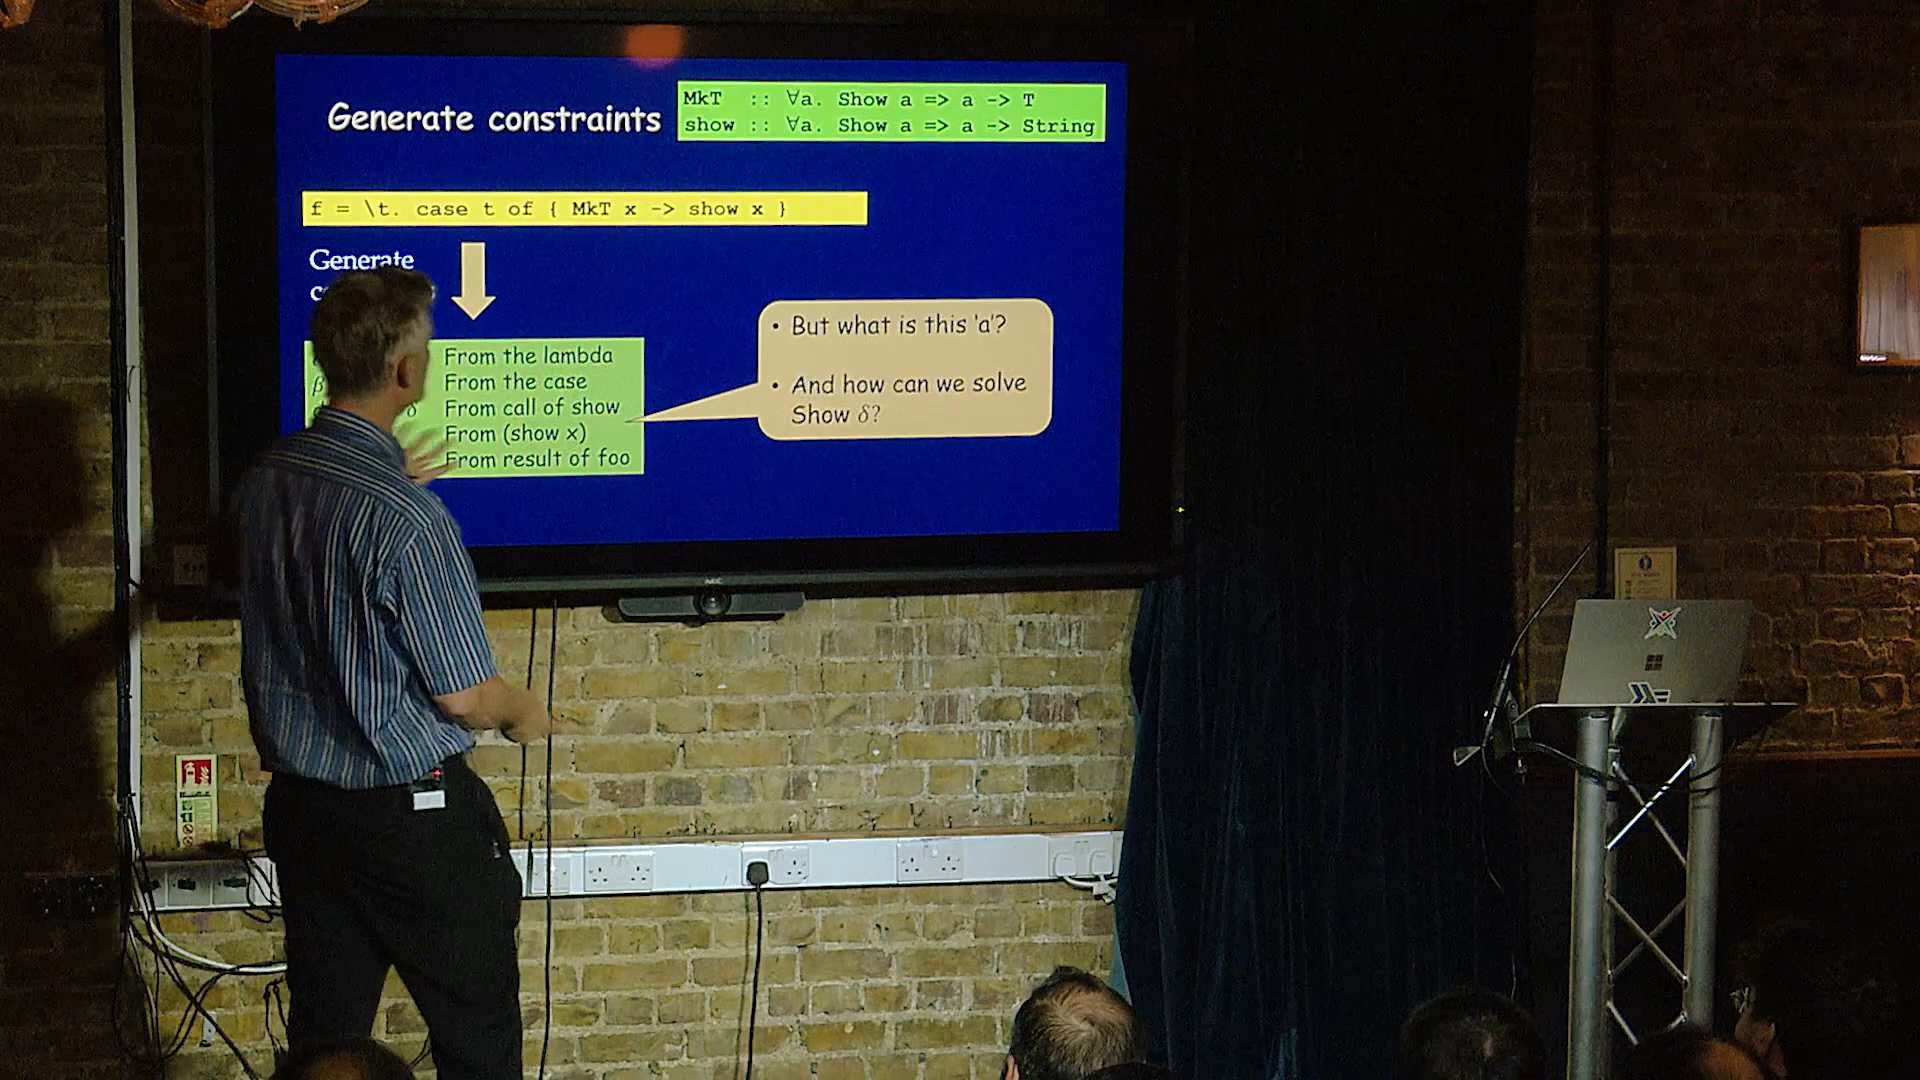 Generate constraints
MkT :: ∀a. Show a => a -> T
show :: ∀a. Show a => a -> String
f = \t. case t of { MkT x -> show x }
Generate
From the lambda
β From the case
δ From call of show
From (show x)
From result of foo
• But what is this ‘a’?
• And how can we solve
Show δ?
NEC